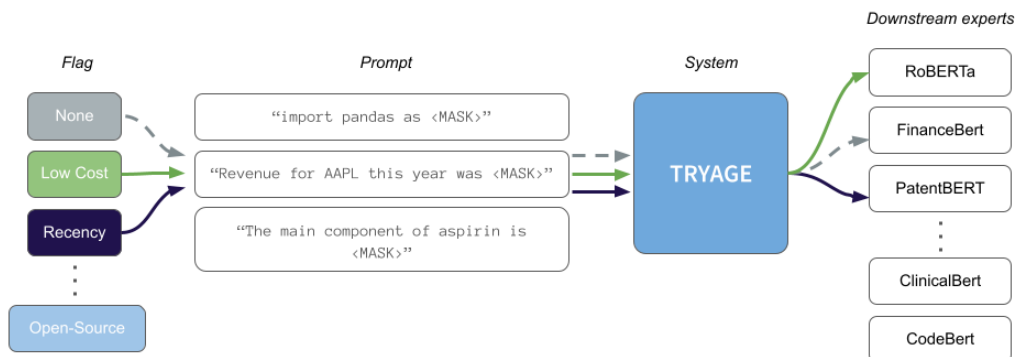 Downstream experts
Flag
Prompt
System
None
Low Cost
Recency
Open-Source
“import pandas as <MASK>”
“Revenue for AAPL this year was <MASK>”
“The main component of aspirin is
<MASK>”
TRYAGE
RoBERTa
FinanceBert
PatentBERT
ClinicalBert
CodeBert